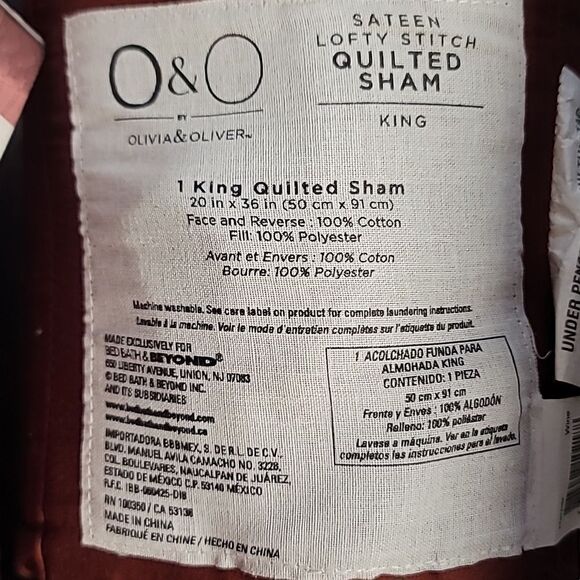 O&O
BY
OLIVIA&OLIVER™
SATEEN
LOFTY STITCH
QUILTED
SHAM
KING
1 King Quilted Sham
20 in x 36 in (50 cm x 91 cm)
Face and Reverse : 100% Cotton
Fill: 100% Polyester
Avant et Envers : 100% Coton
Bourre: 100% Polyester
Machine washable. See care label on product for complete laundering instructions.
Lavable à la machine. Voir le mode d'entretien complètes sur l'etiquette du produit.
MADE EXCLUSIVELY FOR
BED BATH & BEYOND®
650 LIBERTY AVENUE, UNION, NJ 07083
© BED BATH & BEYOND INC.
AND ITS SUBSIDIARIES
www.bedbathandbeyond.com
www.bedbathandbeyond.ca
IMPORTADORA BBBMEX, S. DE R.L. DE C.V.,
BLVD. MANUEL AVILA CAMACHO NO. 3228,
COL. BOULEVARES, NAUCALPAN DE JUÁREZ,
ESTADO DE MÉXICO C.P. 53140 MÉXICO
R.F.C. IBB-060425-DI8
RN 100350 / CA 53136
MADE IN CHINA
FABRIQUÉ EN CHINE / HECHO EN CHINA
1 ACOLCHADO FUNDA PARA
ALMOHADA KING
CONTENIDO: 1 PIEZA
50 cm x 91 cm
Frente y Envés : 100% ALGODÓN
Relleno: 100% poliéster
Lavese a máquina. Ver en la etiqueta
completos las instrucciones para el lavado.
UNDER PEN
Wine